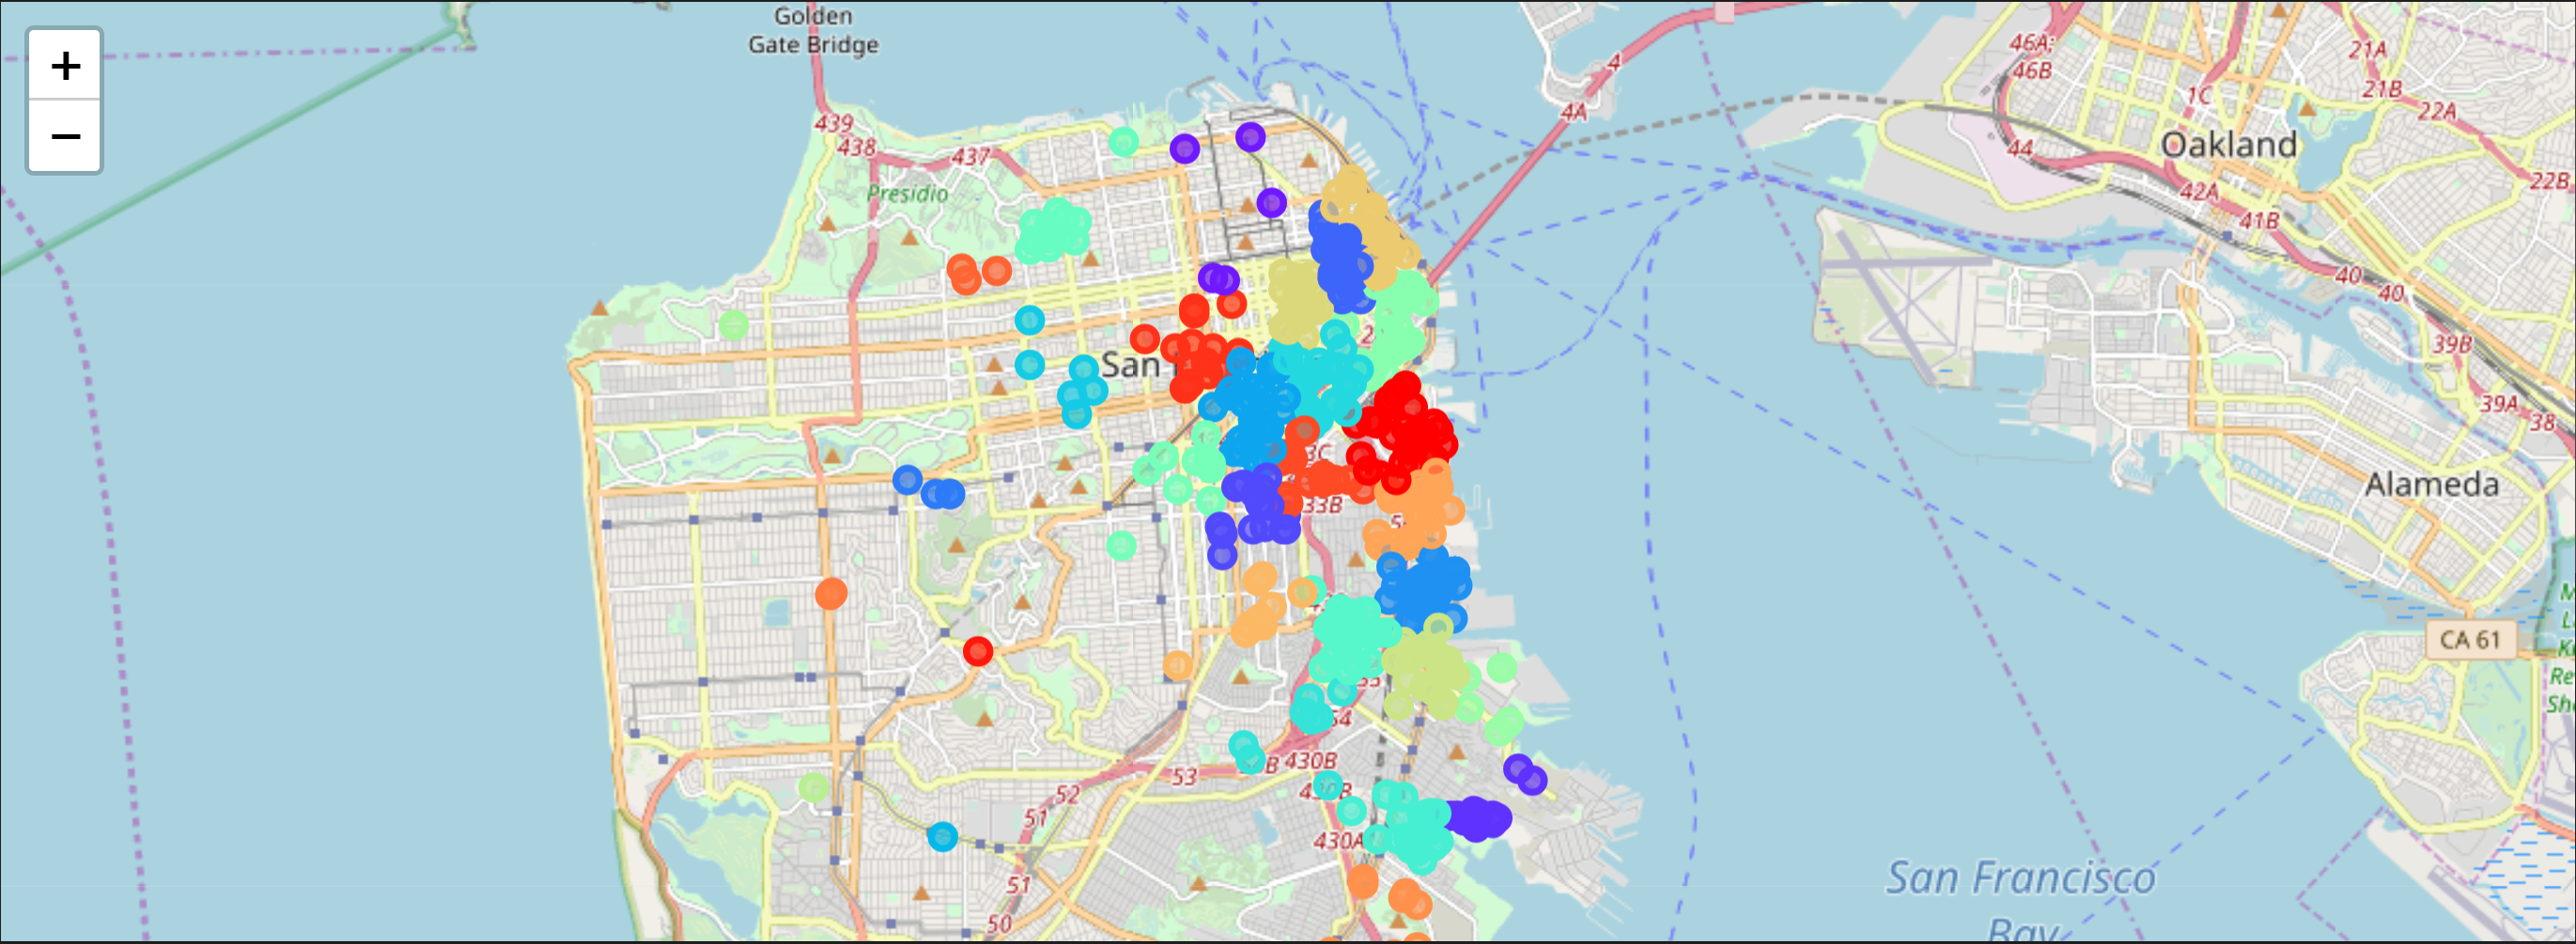 +
−
Golden
Gate Bridge
439
438
437
Presidio
4
4A
46A;
46B
21A
21B
22A
1C
44
Oakland
42A
22B
41B
40
40
39B
39A
38
San
2
3C
33B
5
Alameda
CA 61
54
B
430B
53
52
51
430A
51
50
San Francisco
Bay